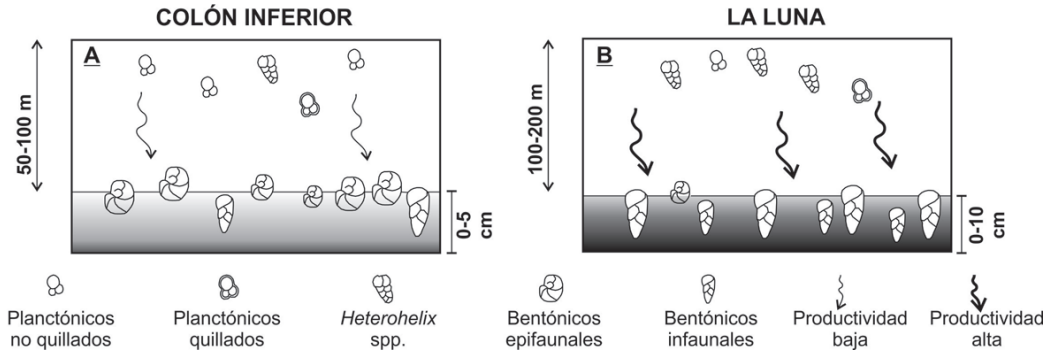 COLÓN INFERIOR
LA LUNA
A
B
50-100 m
100-200 m
0-5
cm
0-10
cm
Planctónicos
no quillados
Planctónicos
quillados
Heterohelix
spp.
Bentónicos
epifaunales
Bentónicos
infaunales
Productividad
baja
Productividad
alta